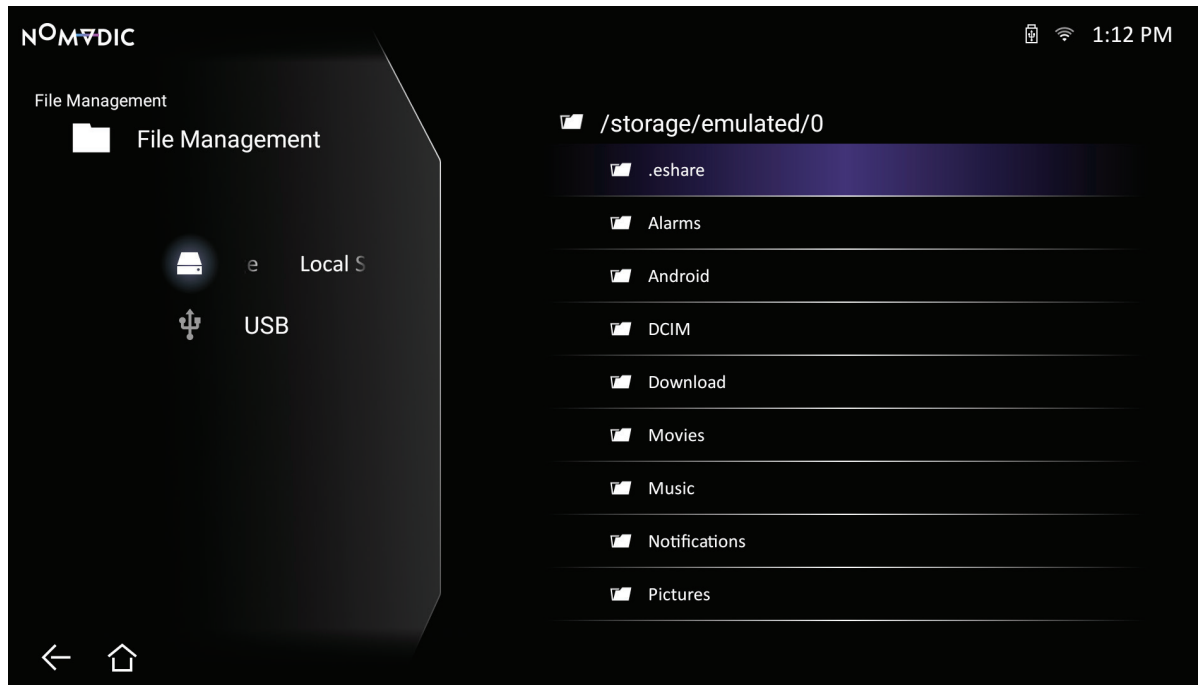 NOMADIC
1:12 PM
File Management
File Management
e Local S
USB
/storage/emulated/0
.eshare
Alarms
Android
DCIM
Download
Movies
Music
Notifications
Pictures